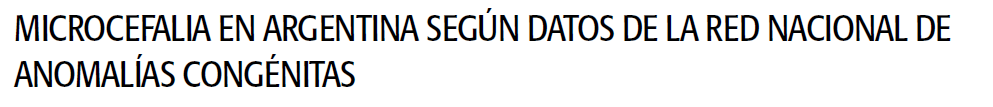 MICROCEFALIA EN ARGENTINA SEGÚN DATOS DE LA RED NACIONAL DE
ANOMALÍAS CONGÉNITAS